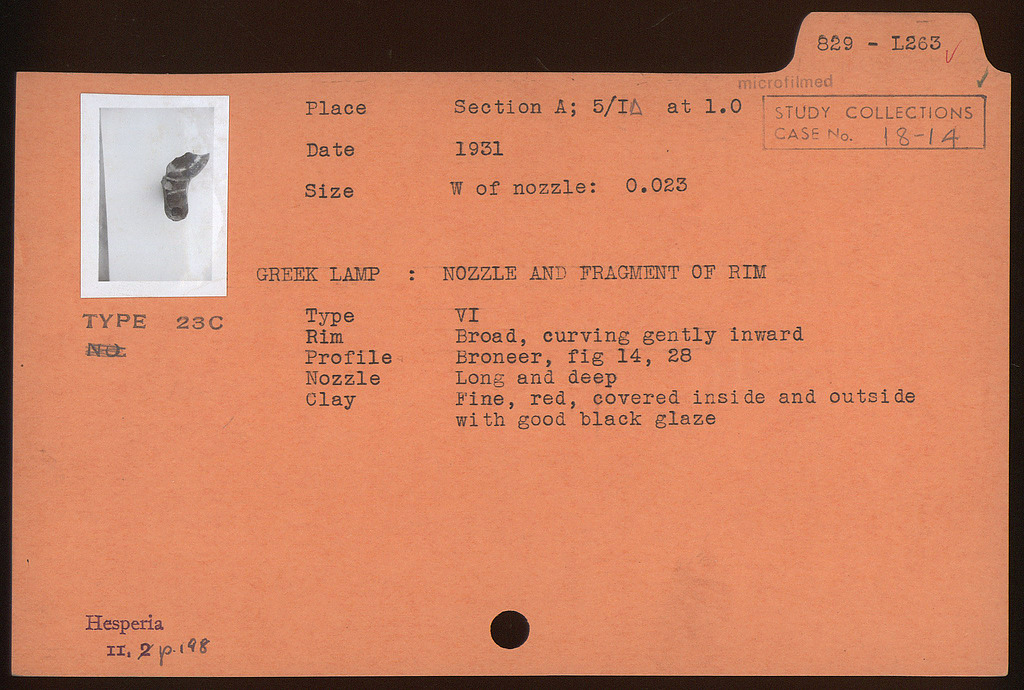 829 - L263
microfilmed
Place Section A; 5/ΙΔ at 1.0
STUDY COLLECTIONS
CASE No. 18-14
Date 1931
Size W of nozzle: 0.023
GREEK LAMP : NOZZLE AND FRAGMENT OF RIM
TYPE 23C
NO.
Type VI
Rim Broad, curving gently inward
Profile Broneer, fig 14, 28
Nozzle Long and deep
Clay Fine, red, covered inside and outside
with good black glaze
Hesperia
II, 2 p.198